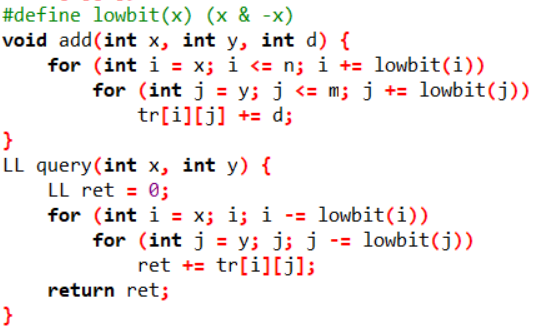 #define lowbit(x) (x & -x)
void add(int x, int y, int d) {
    for (int i = x; i <= n; i += lowbit(i))
        for (int j = y; j <= m; j += lowbit(j))
            tr[i][j] += d;
}
LL query(int x, int y) {
    LL ret = 0;
    for (int i = x; i; i -= lowbit(i))
        for (int j = y; j; j -= lowbit(j))
            ret += tr[i][j];
    return ret;
}